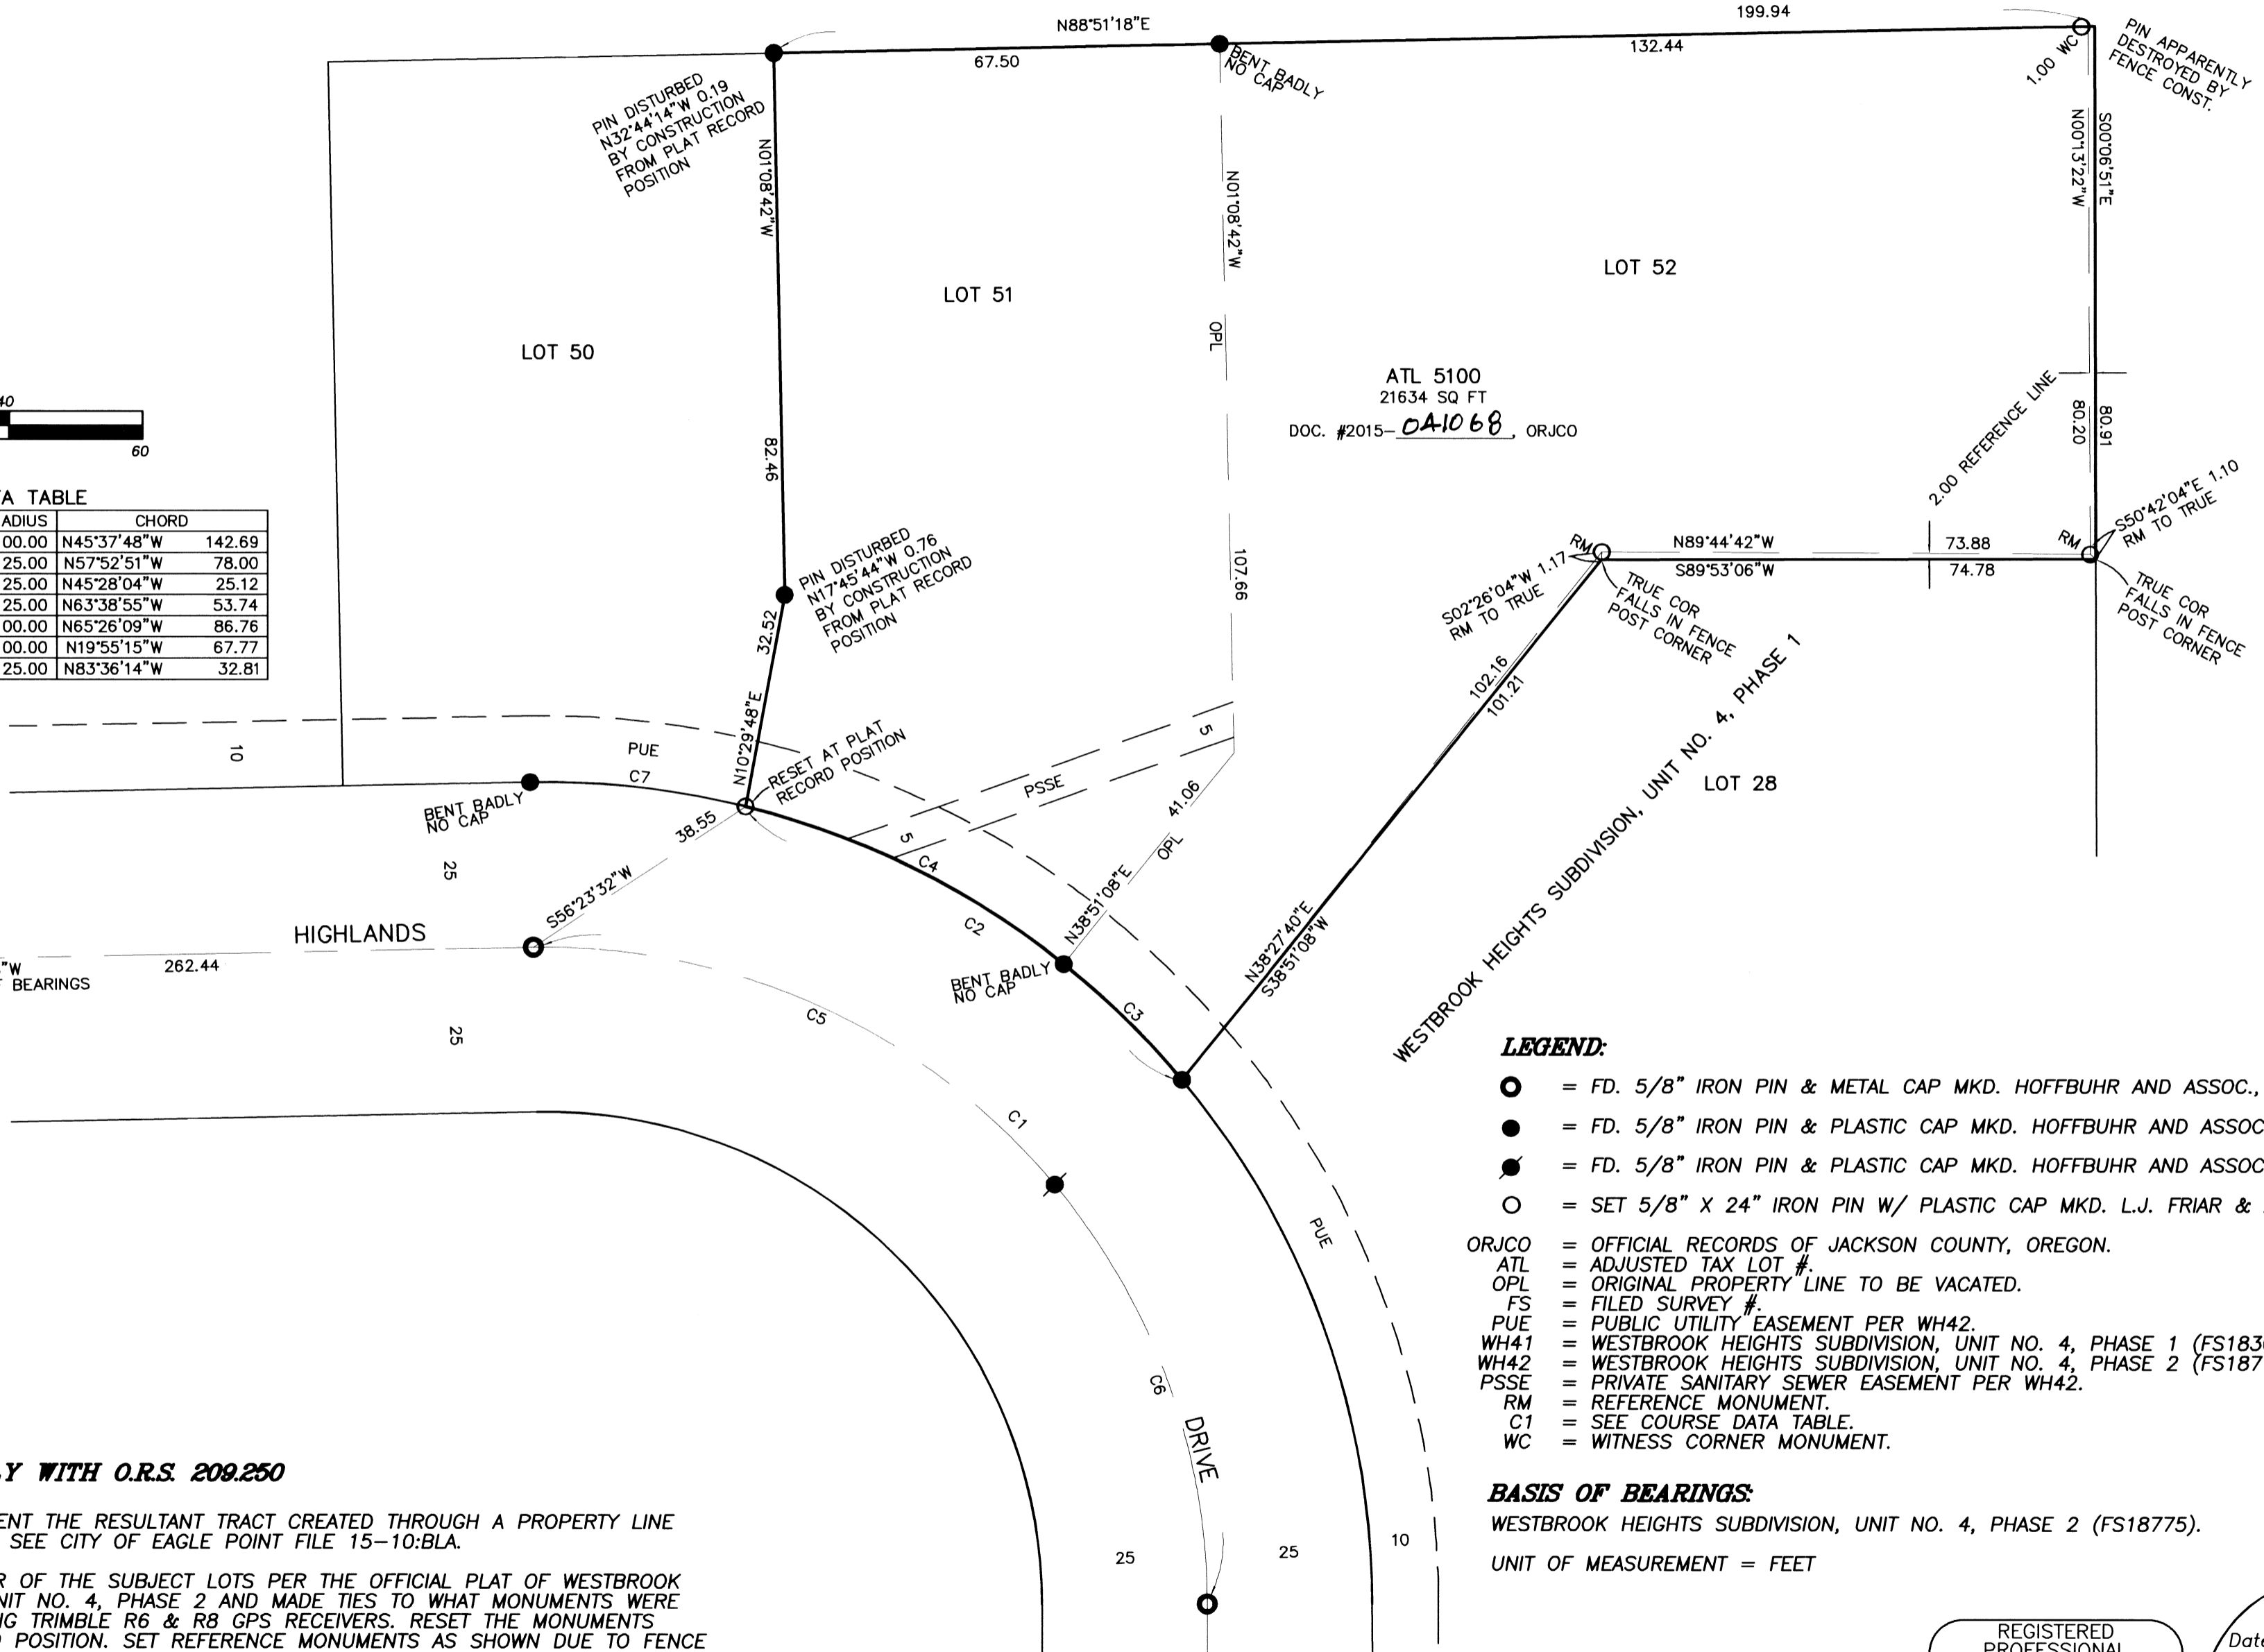 N88°51'18"E
199.94
67.50
132.44
PIN APPARENTLY
DESTROYED BY
FENCE CONST.
1.00 WC
BENT BADLY
NO CAP
PIN DISTURBED
N32°44'14"W 0.19
BY CONSTRUCTION
FROM PLAT RECORD
POSITION
N01°08'42"W
82.46
N01°08'42"W
OPL
107.66
N00°13'22"W
S00°06'51"E
80.20
80.91
LOT 50
LOT 51
LOT 52
ATL 5100
21634 SQ FT
DOC. #2015-041068, ORJCO
2.00 REFERENCE LINE
S50°42'04"E 1.10
RM TO TRUE
RM
N89°44'42"W 73.88
S89°53'06"W 74.78
RM
S02°26'04"W 1.17
RM TO TRUE
TRUE COR
FALLS IN FENCE
POST CORNER
TRUE COR
FALLS IN FENCE
POST CORNER
40
60
TA TABLE
ADIUS CHORD
00.00 N45°37'48"W 142.69
25.00 N57°52'51"W 78.00
25.00 N45°28'04"W 25.12
25.00 N63°38'55"W 53.74
00.00 N65°26'09"W 86.76
00.00 N19°55'15"W 67.77
25.00 N83°36'14"W 32.81
PIN DISTURBED
N17°45'44"W 0.76
BY CONSTRUCTION
FROM PLAT RECORD
POSITION
32.52
N10°29'48"E
RESET AT PLAT
RECORD POSITION
10
PUE
C7
BENT BADLY
NO CAP
38.55
S56°23'32"W
25
HIGHLANDS
"W
262.44
BEARINGS
25
PSSE
5
5
C4
C2
41.06
OPL
N38°51'08"E
BENT BADLY
NO CAP
C3
102.16
101.21
N38°27'40"E
S38°51'08"W
WESTBROOK HEIGHTS SUBDIVISION, UNIT NO. 4, PHASE 1
LOT 28
C5
C1
C6
DRIVE
PUE
25
25
10
LEGEND:
= FD. 5/8" IRON PIN & METAL CAP MKD. HOFFBUHR AND ASSOC.,
= FD. 5/8" IRON PIN & PLASTIC CAP MKD. HOFFBUHR AND ASSOC
= FD. 5/8" IRON PIN & PLASTIC CAP MKD. HOFFBUHR AND ASSOC
= SET 5/8" X 24" IRON PIN W/ PLASTIC CAP MKD. L.J. FRIAR &
ORJCO = OFFICIAL RECORDS OF JACKSON COUNTY, OREGON.
ATL = ADJUSTED TAX LOT #.
OPL = ORIGINAL PROPERTY LINE TO BE VACATED.
FS = FILED SURVEY #.
PUE = PUBLIC UTILITY EASEMENT PER WH42.
WH41 = WESTBROOK HEIGHTS SUBDIVISION, UNIT NO. 4, PHASE 1 (FS183
WH42 = WESTBROOK HEIGHTS SUBDIVISION, UNIT NO. 4, PHASE 2 (FS187
PSSE = PRIVATE SANITARY SEWER EASEMENT PER WH42.
RM = REFERENCE MONUMENT.
C1 = SEE COURSE DATA TABLE.
WC = WITNESS CORNER MONUMENT.
BASIS OF BEARINGS:
WESTBROOK HEIGHTS SUBDIVISION, UNIT NO. 4, PHASE 2 (FS18775).
UNIT OF MEASUREMENT = FEET
LY WITH O.R.S. 209.250
ENT THE RESULTANT TRACT CREATED THROUGH A PROPERTY LINE
SEE CITY OF EAGLE POINT FILE 15-10:BLA.
R OF THE SUBJECT LOTS PER THE OFFICIAL PLAT OF WESTBROOK
NIT NO. 4, PHASE 2 AND MADE TIES TO WHAT MONUMENTS WERE
NG TRIMBLE R6 & R8 GPS RECEIVERS. RESET THE MONUMENTS
POSITION. SET REFERENCE MONUMENTS AS SHOWN DUE TO FENCE
REGISTERED
PROFESSIONAL
Date